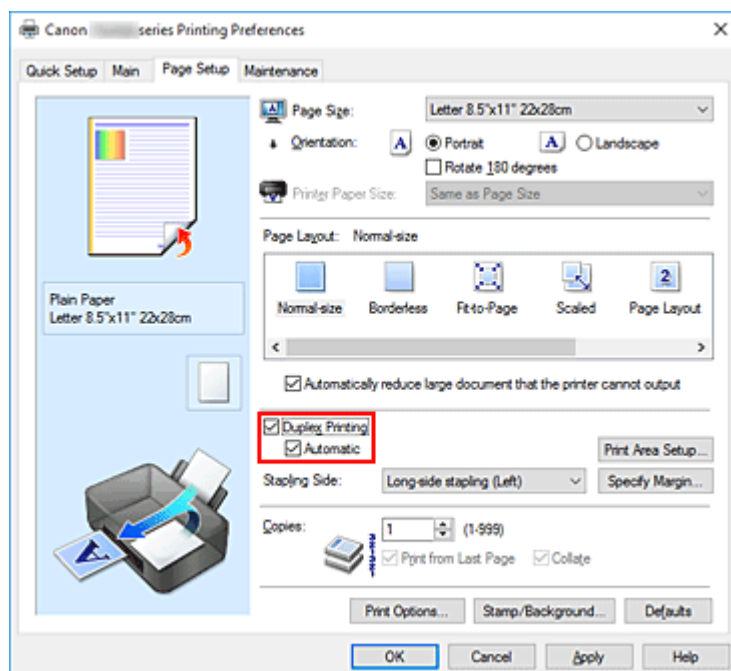 Canon series Printing Preferences
Quick Setup Main Page Setup Maintenance
Page Size: Letter 8.5"x11" 22x28cm
Orientation: A Portrait A Landscape
Rotate 180 degrees
Printer Paper Size: Same as Page Size
Page Layout: Normal-size
Normal-size Borderless Fit-to-Page Scaled 2 Page Layout
Plain Paper
Letter 8.5"x11" 22x28cm
Automatically reduce large document that the printer cannot output
Duplex Printing
Automatic
Print Area Setup...
Stapling Side: Long-side stapling (Left) Specify Margin...
Copies: 1 (1-999)
Print from Last Page Collate
A
Print Options... Stamp/Background... Defaults
OK Cancel Apply Help